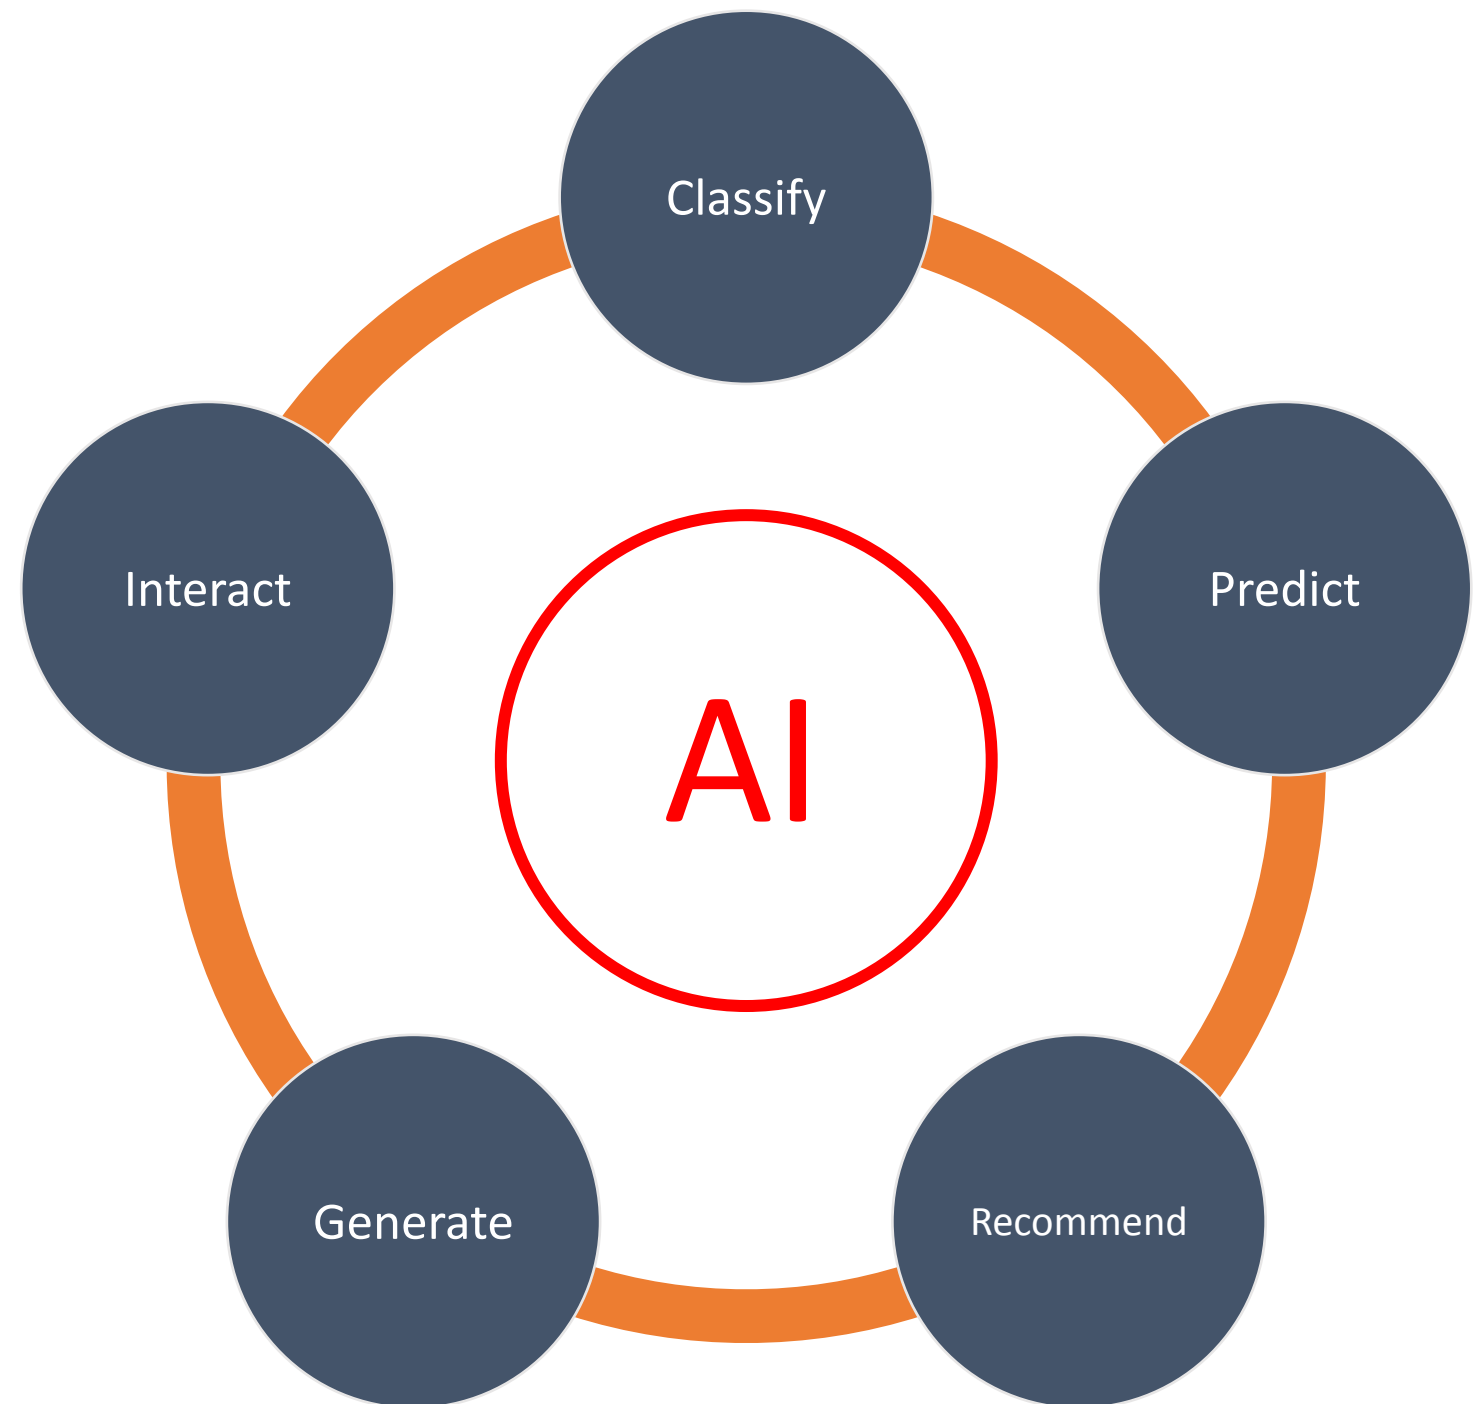 Classify
Predict
Recommend
Generate
Interact
AI